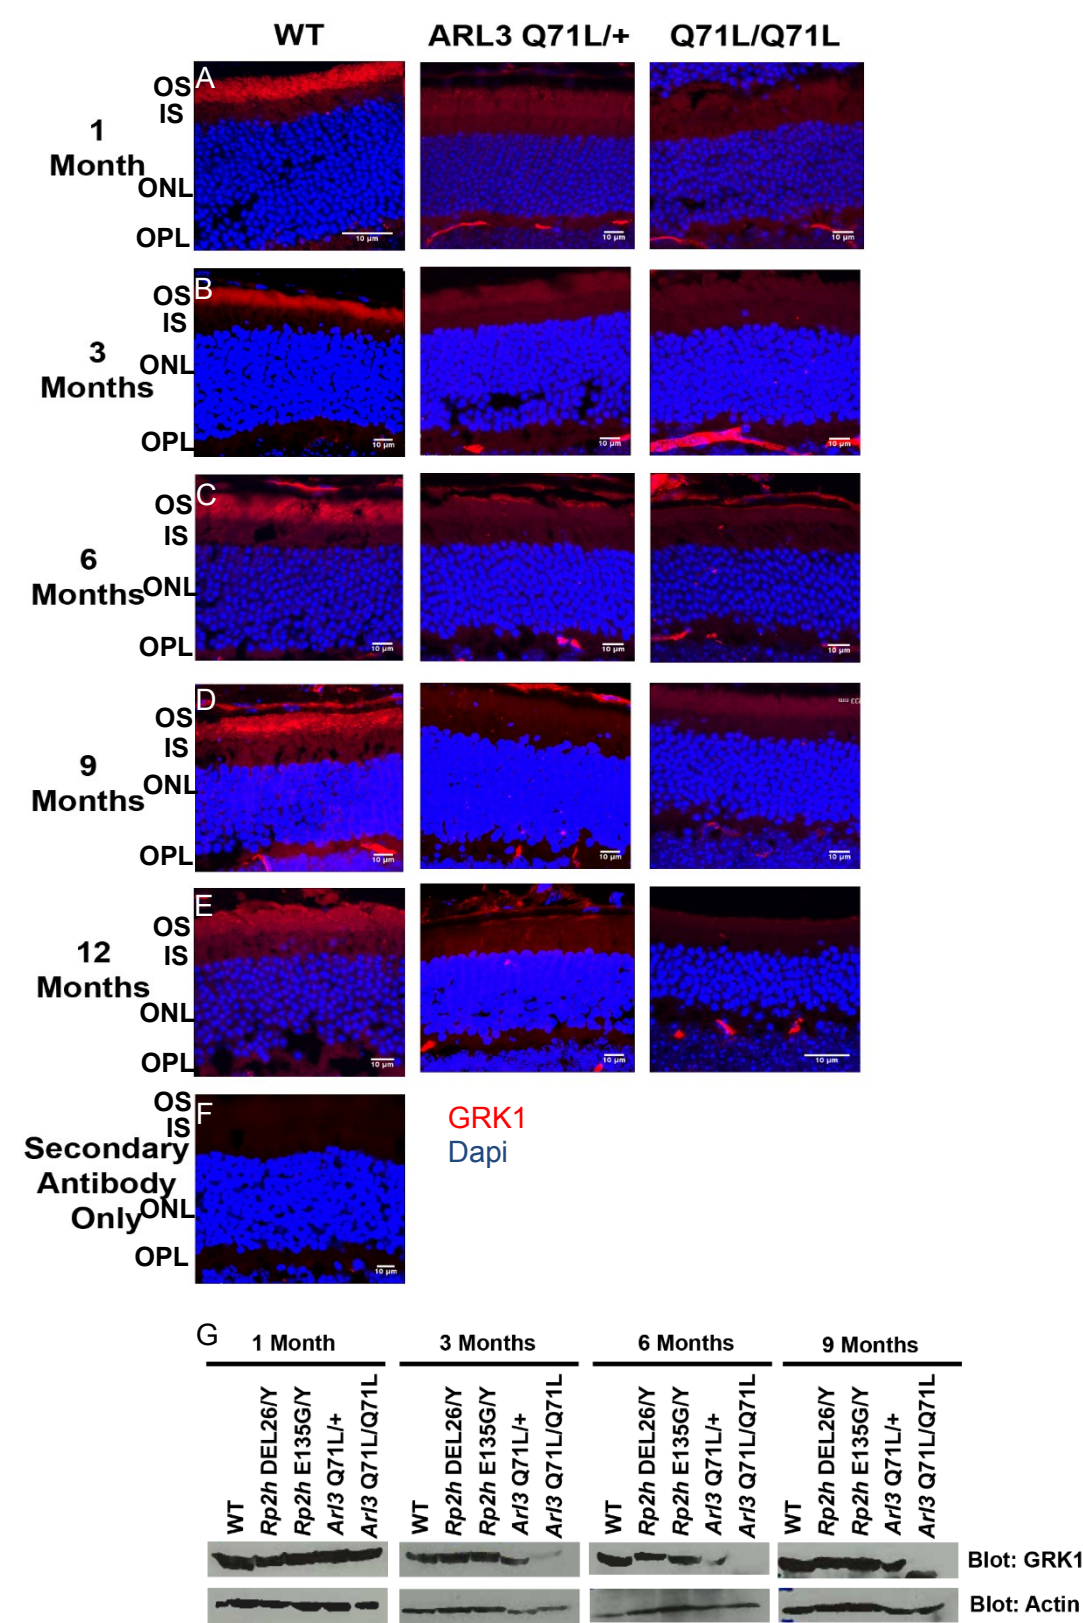 WT ARL3 Q71L/+ Q71L/Q71L
1 Month
A
OS
IS
ONL
OPL
10 µm
10 µm
10 µm
3 Months
B
OS
IS
ONL
OPL
10 µm
10 µm
10 µm
6 Months
C
OS
IS
ONL
OPL
10 µm
10 µm
10 µm
9 Months
D
OS
IS
ONL
OPL
10 µm
10 µm
10 µm
12 Months
E
OS
IS
ONL
OPL
10 µm
10 µm
10 µm
Secondary Antibody Only
F
OS
IS
ONL
OPL
10 µm
GRK1
Dapi
G
1 Month 3 Months 6 Months 9 Months
WT
Rp2h DEL26/Y
Rp2h E135G/Y
Arl3 Q71L/+
Arl3 Q71L/Q71L
WT
Rp2h DEL26/Y
Rp2h E135G/Y
Arl3 Q71L/+
Arl3 Q71L/Q71L
WT
Rp2h DEL26/Y
Rp2h E135G/Y
Arl3 Q71L/+
Arl3 Q71L/Q71L
WT
Rp2h DEL26/Y
Rp2h E135G/Y
Arl3 Q71L/+
Arl3 Q71L/Q71L
Blot: GRK1
Blot: Actin